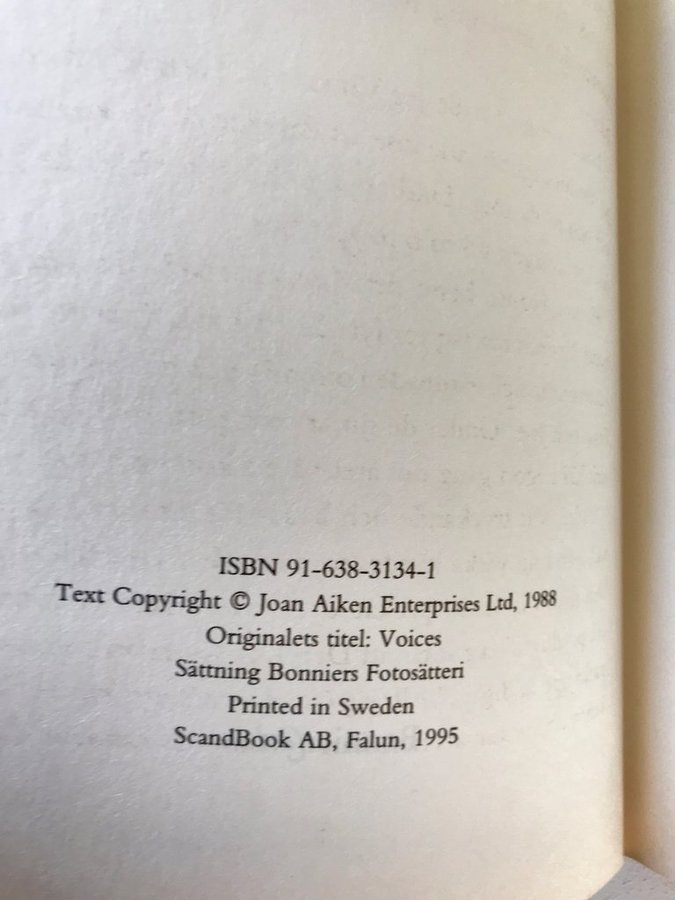 ISBN 91-638-3134-1
Text Copyright © Joan Aiken Enterprises Ltd, 1988
Originalets titel: Voices
Sättning Bonniers Fotosätteri
Printed in Sweden
ScandBook AB, Falun, 1995